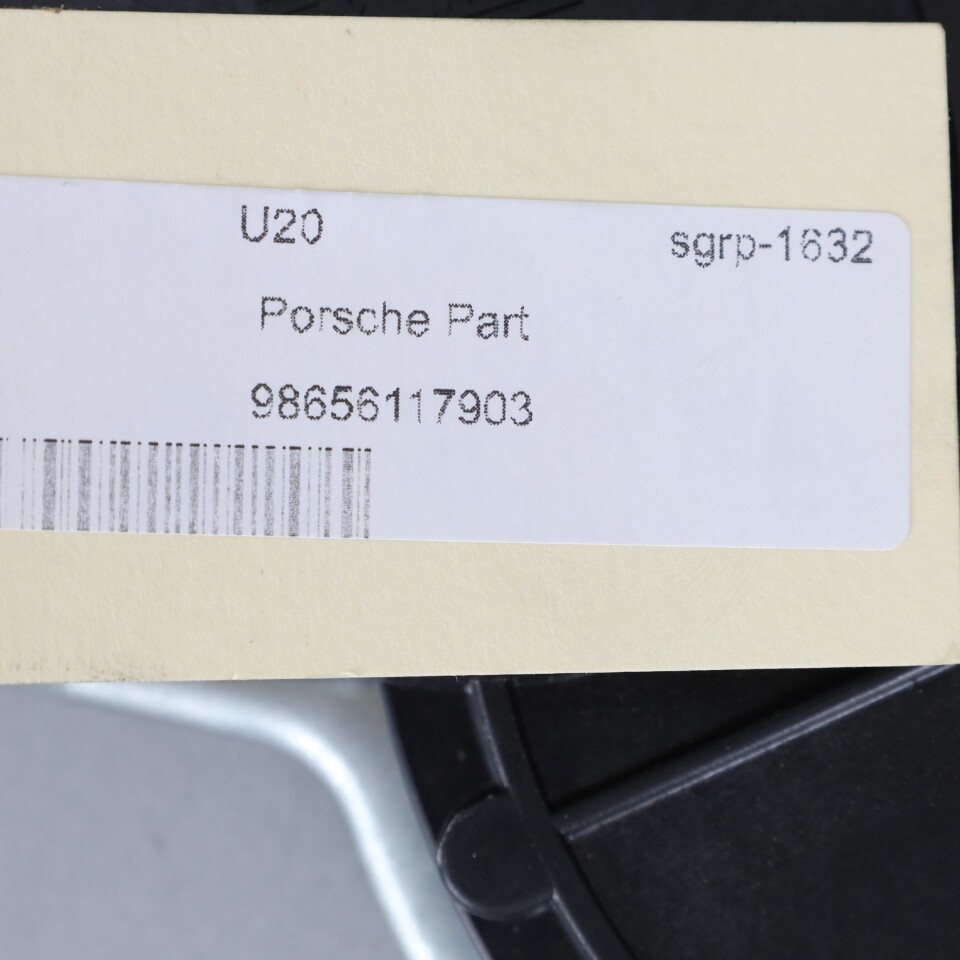 U20
sgrp-1632
Porsche Part
98656117903